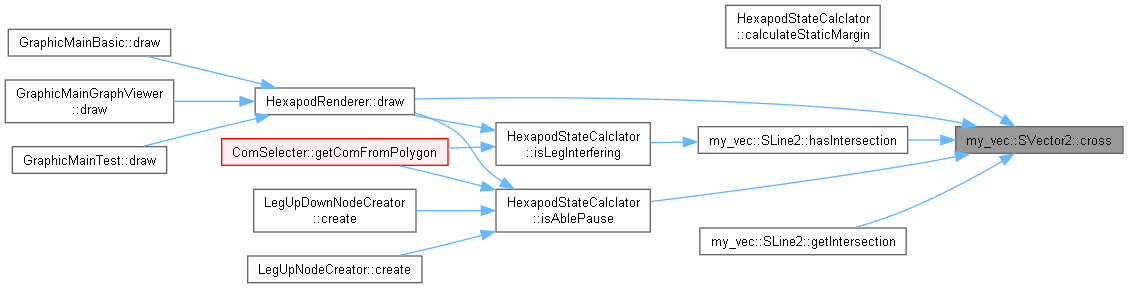 GraphicMainBasic::draw
GraphicMainGraphViewer
::draw
GraphicMainTest::draw
HexapodRenderer::draw
ComSelecter::getComFromPolygon
LegUpDownNodeCreator
::create
LegUpNodeCreator::create
HexapodStateCalclator
::isLegInterfering
HexapodStateCalclator
::isAblePause
HexapodStateCalclator
::calculateStaticMargin
my_vec::SLine2::hasIntersection
my_vec::SLine2::getIntersection
my_vec::SVector2::cross